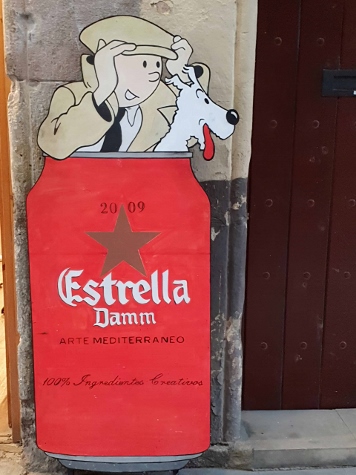 20 09
Estrella
Damm
ARTE MEDITERRANEO
100% Ingredientes Creativos